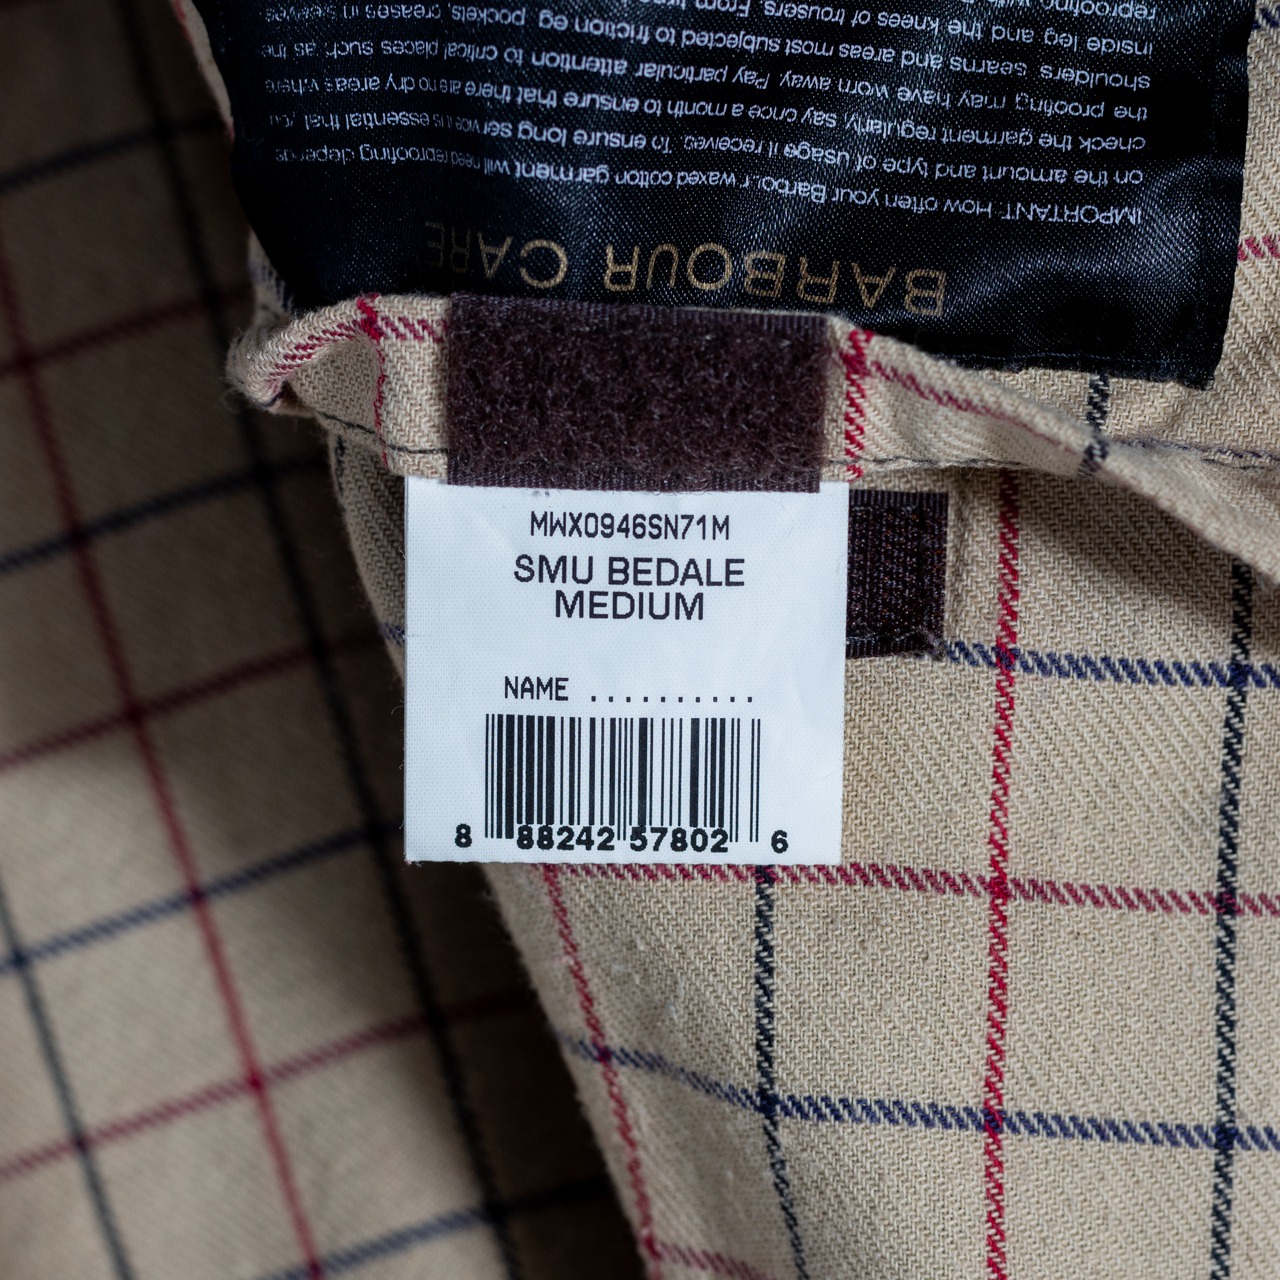 BARBOUR CARE
IMPORTANT How often your Barbour waxed cotton garment will need reproofing depends
on the amount and type of usage it receives. To ensure long service it is essential that you
check the garment regularly, say once a month to ensure that there are no dry areas where
the proofing may have worn away. Pay particular attention to critical places such as the
shoulders, seams and areas most subjected to friction eg pockets, creases in sleeves
inside leg and the knees of trousers. From
reproofing with
MWX0946SN71M
SMU BEDALE
MEDIUM
NAME ..........
8 88242 57802 6